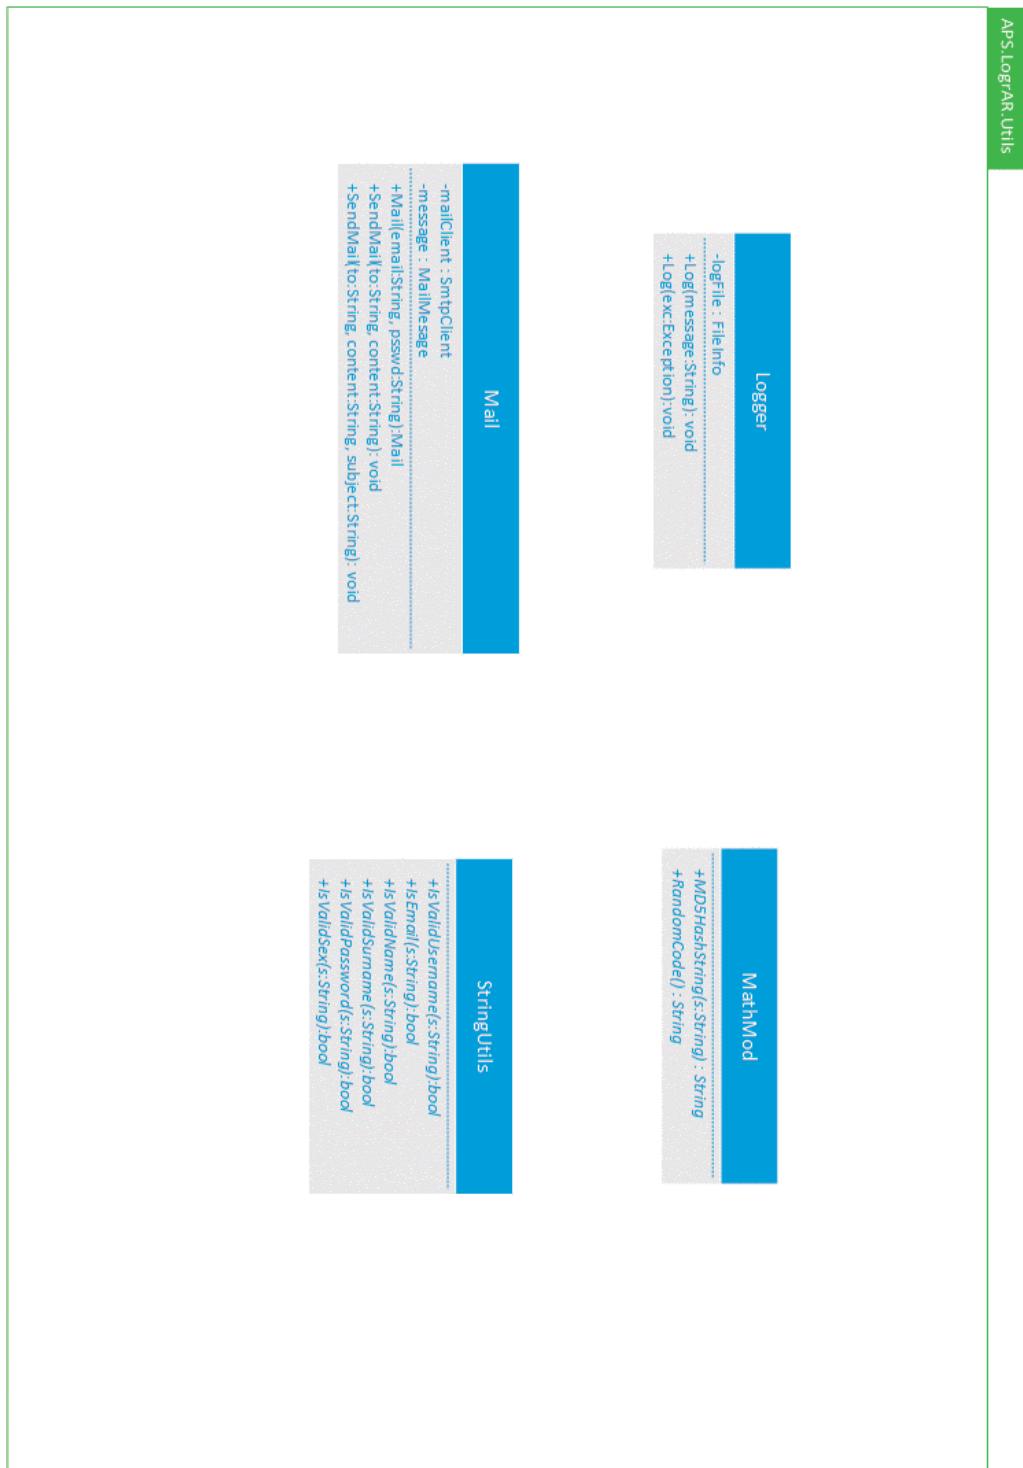 APS.LogrAR.Utils
Logger
-logFile : FileInfo
+Log(message:String): void
+Log(exc:Exception):void
MathMod
+MD5HashString(s:String) : String
+RandomCode() : String
Mail
-mailClient : SmtpClient
-message : MailMesage
+Mail(email:String, psswd:String):Mail
+SendMail(to:String, content:String): void
+SendMail(to:String, content:String, subject:String): void
StringUtils
+IsValidUsername(s:String):bool
+IsEmail(s:String):bool
+IsValidName(s:String):bool
+IsValidSurname(s:String):bool
+IsValidPassword(s:String):bool
+IsValidSex(s:String):bool